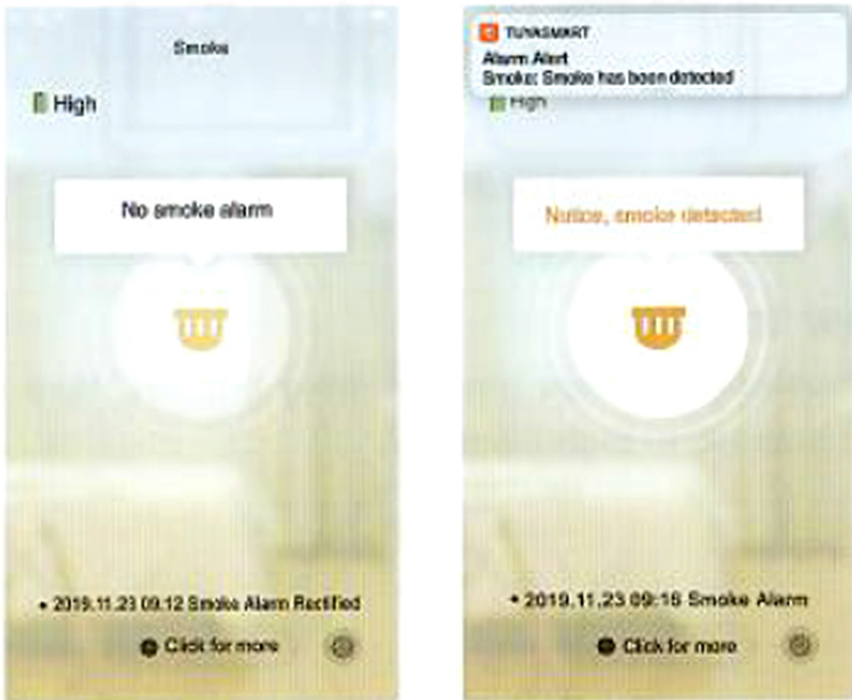 Smoke
High
No smoke alarm
• 2019.11.23 09:12 Smoke Alarm Rectified
Click for more
TUYASMART
Alarm Alert
Smoke: Smoke has been detected
High
Notice, smoke detected
• 2019.11.23 09:16 Smoke Alarm
Click for more